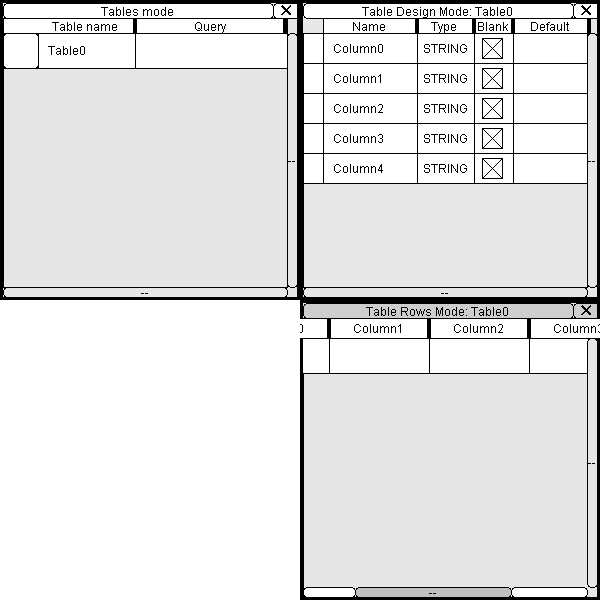 Tables mode
Table name Query
Table0
Table Design Mode: Table0
Name Type Blank Default
Column0 STRING
Column1 STRING
Column2 STRING
Column3 STRING
Column4 STRING
Table Rows Mode: Table0
0 Column1 Column2 Column3